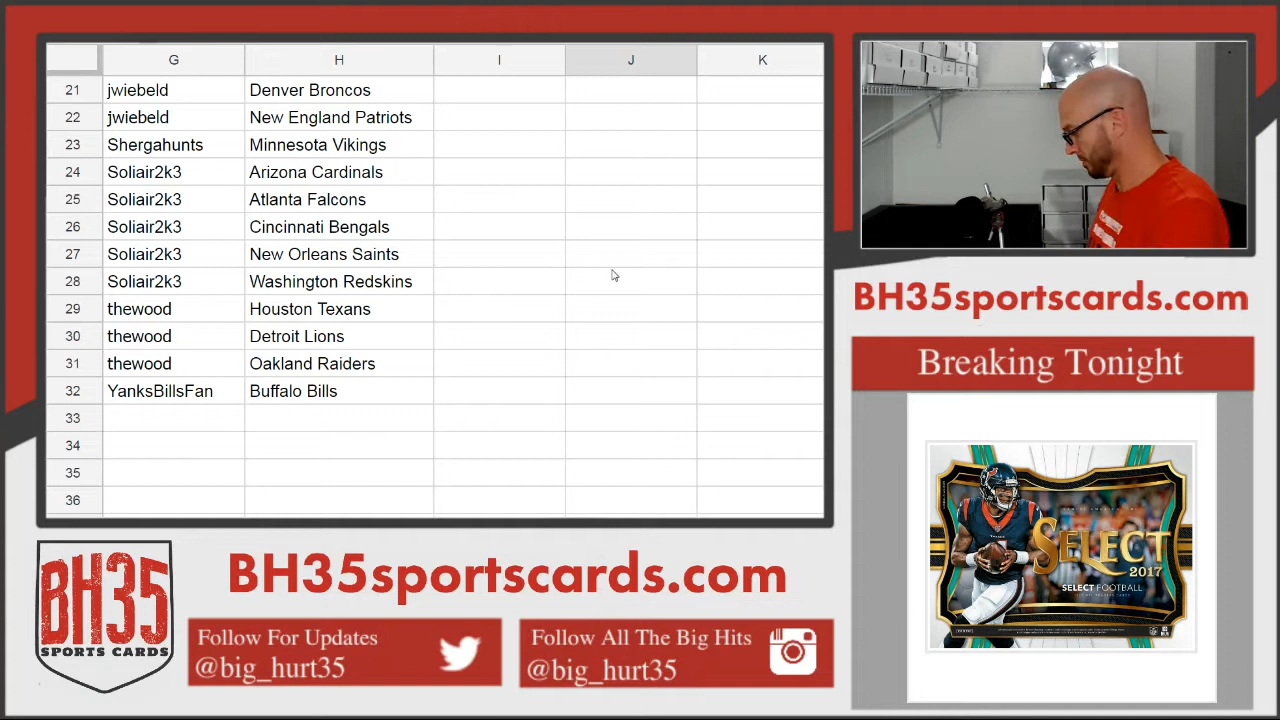 G H I J K
21 jwiebeld Denver Broncos
22 jwiebeld New England Patriots
23 Shergahunts Minnesota Vikings
24 Soliair2k3 Arizona Cardinals
25 Soliair2k3 Atlanta Falcons
26 Soliair2k3 Cincinnati Bengals
27 Soliair2k3 New Orleans Saints
28 Soliair2k3 Washington Redskins
29 thewood Houston Texans
30 thewood Detroit Lions
31 thewood Oakland Raiders
32 YanksBillsFan Buffalo Bills
33
34
35
36
BH35sportscards.com
Breaking Tonight
SELECT
2017
SELECT FOOTBALL
BH35
SPORTS CARDS
BH35sportscards.com
Follow For Updates
@big_hurt35
Follow All The Big Hits
@big_hurt35